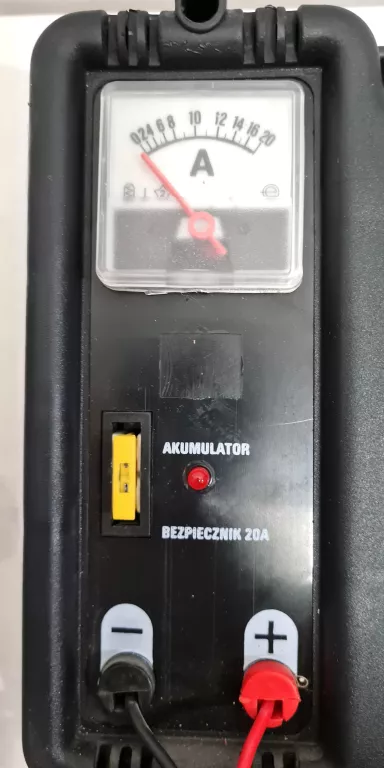 0 2 4 6 8 10 12 14 16 20
A
AKUMULATOR
BEZPIECZNIK 20A
− +